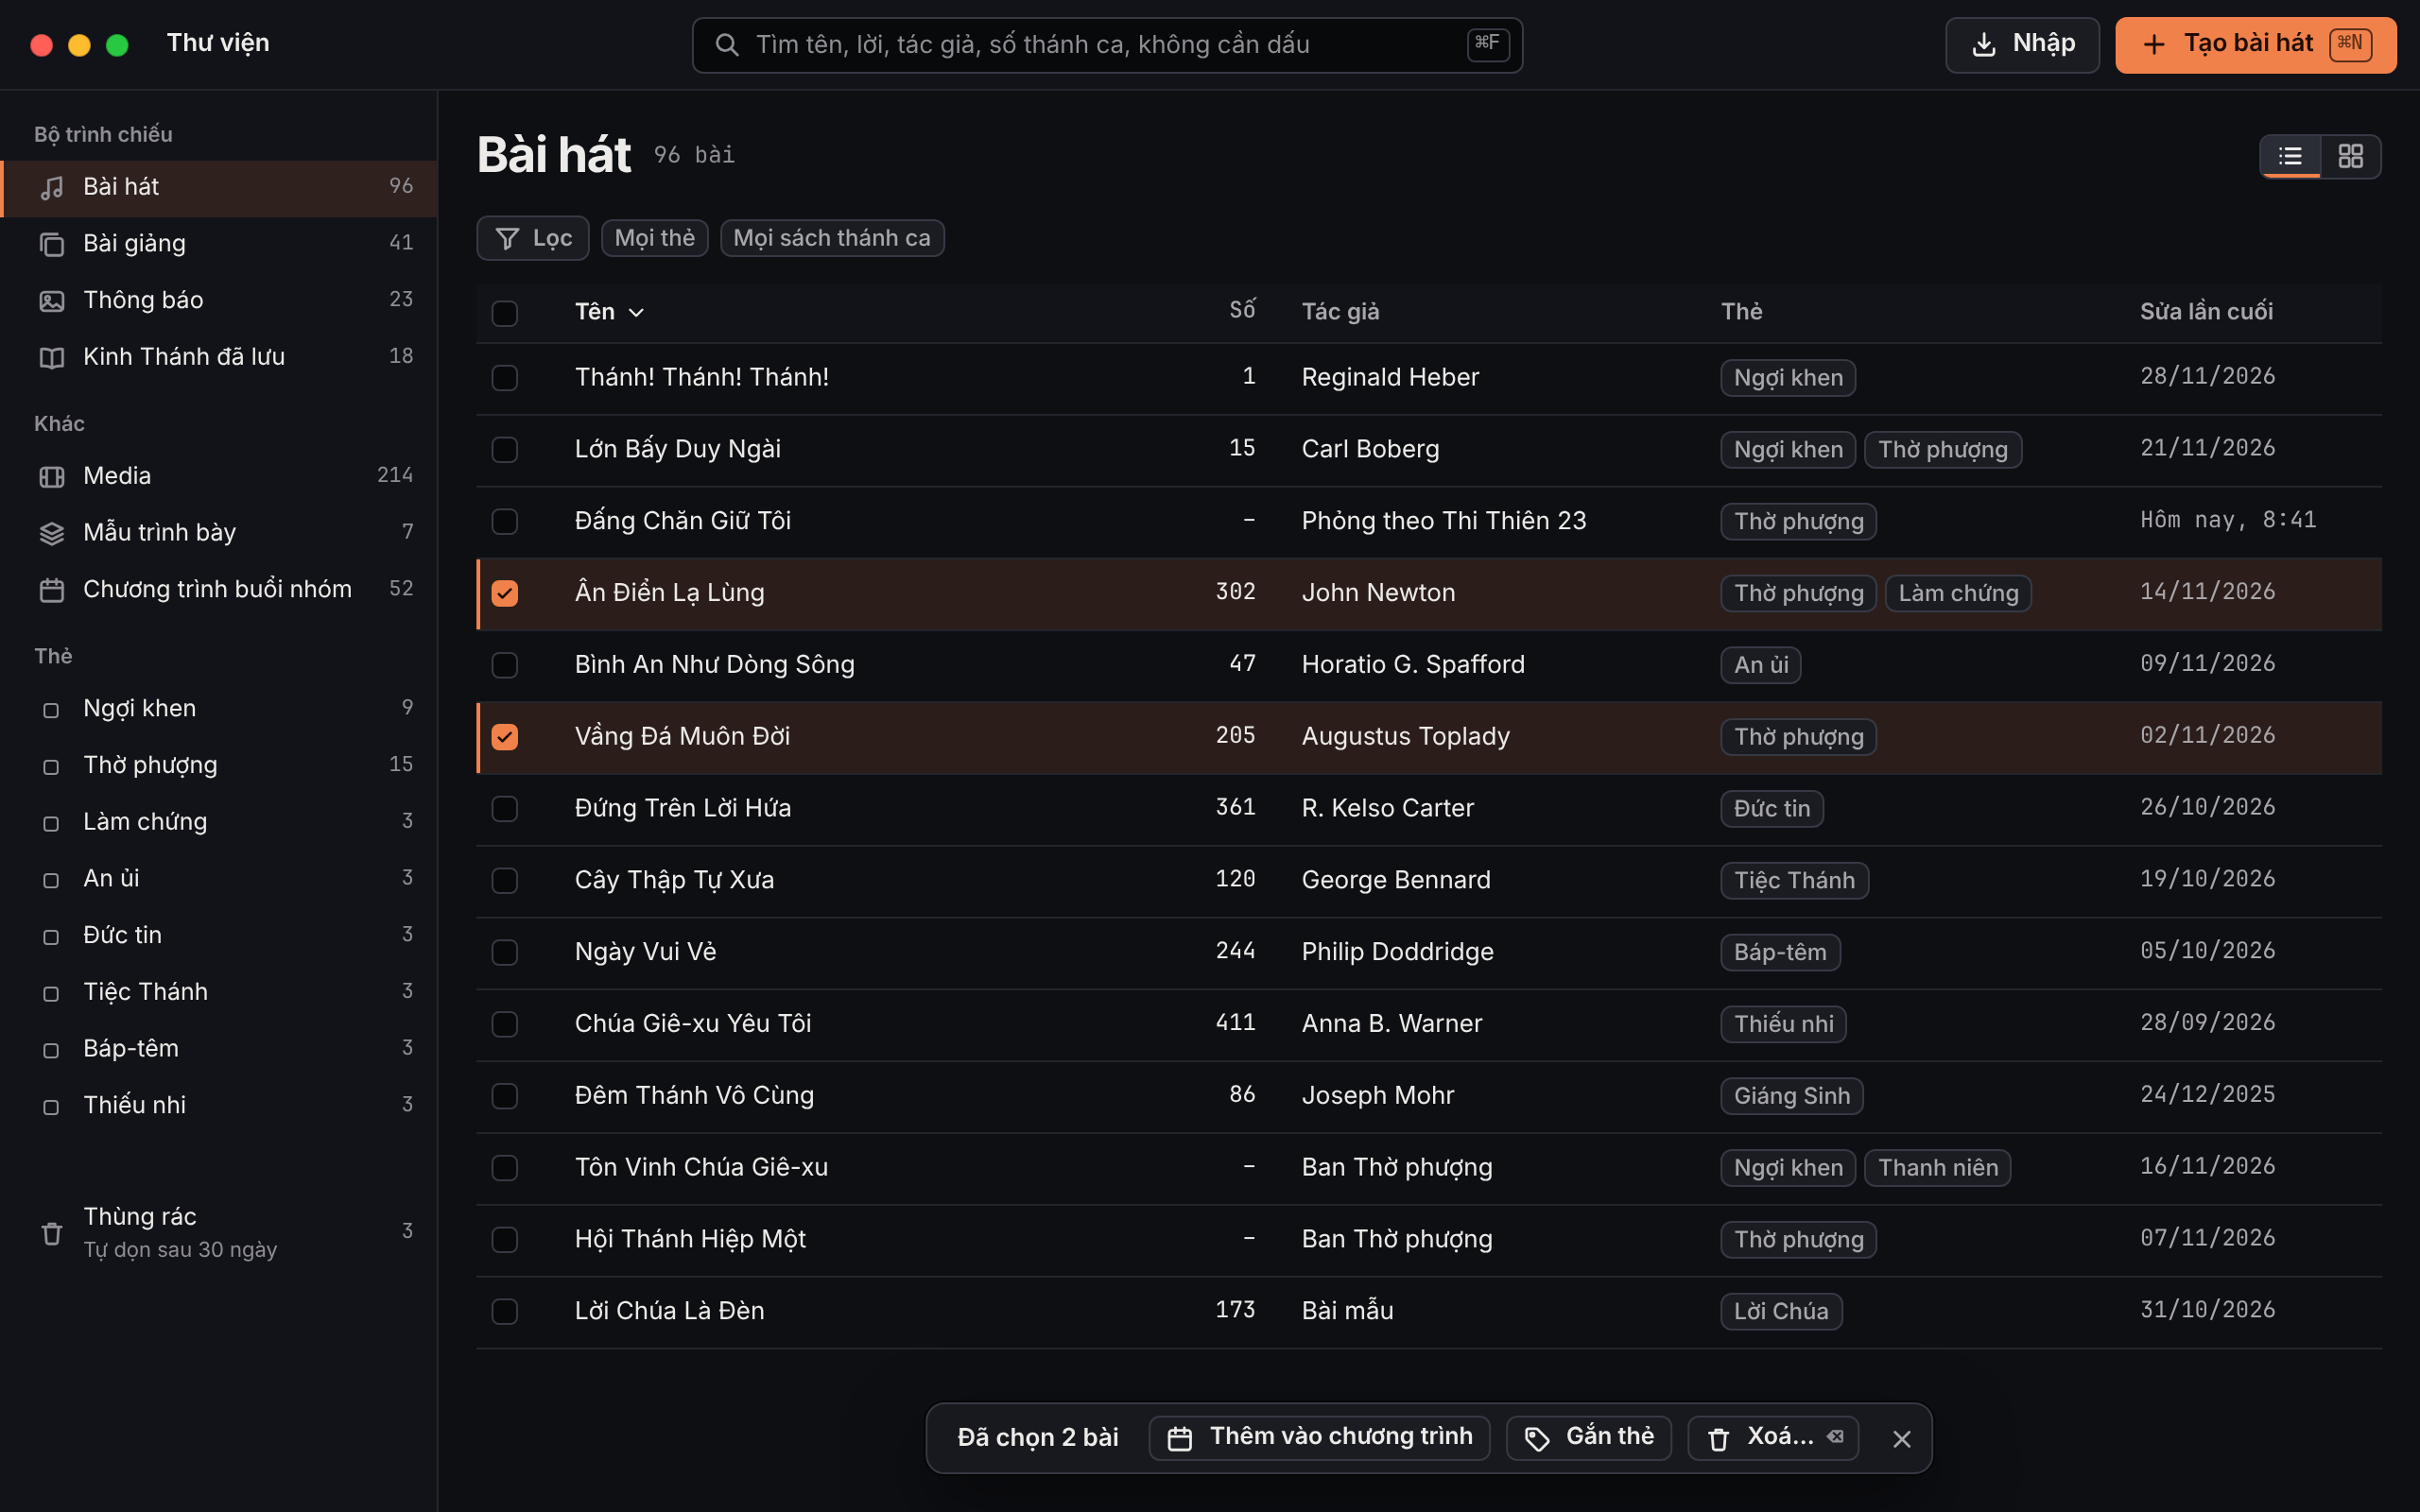 Thư viện
Tìm tên, lời, tác giả, số thánh ca, không cần dấu ⌘F
Nhập
Tạo bài hát ⌘N
Bộ trình chiếu
Bài hát 96
Bài giảng 41
Thông báo 23
Kinh Thánh đã lưu 18
Khác
Media 214
Mẫu trình bày 7
Chương trình buổi nhóm 52
Thẻ
Ngợi khen 9
Thờ phượng 15
Làm chứng 3
An ủi 3
Đức tin 3
Tiệc Thánh 3
Báp-têm 3
Thiếu nhi 3
Thùng rác 3
Tự dọn sau 30 ngày
Bài hát 96 bài
Lọc Mọi thẻ Mọi sách thánh ca
Tên Số Tác giả Thẻ Sửa lần cuối
Thánh! Thánh! Thánh! 1 Reginald Heber Ngợi khen 28/11/2026
Lớn Bấy Duy Ngài 15 Carl Boberg Ngợi khen Thờ phượng 21/11/2026
Đấng Chăn Giữ Tôi – Phỏng theo Thi Thiên 23 Thờ phượng Hôm nay, 8:41
Ân Điển Lạ Lùng 302 John Newton Thờ phượng Làm chứng 14/11/2026
Bình An Như Dòng Sông 47 Horatio G. Spafford An ủi 09/11/2026
Vầng Đá Muôn Đời 205 Augustus Toplady Thờ phượng 02/11/2026
Đứng Trên Lời Hứa 361 R. Kelso Carter Đức tin 26/10/2026
Cây Thập Tự Xưa 120 George Bennard Tiệc Thánh 19/10/2026
Ngày Vui Vẻ 244 Philip Doddridge Báp-têm 05/10/2026
Chúa Giê-xu Yêu Tôi 411 Anna B. Warner Thiếu nhi 28/09/2026
Đêm Thánh Vô Cùng 86 Joseph Mohr Giáng Sinh 24/12/2025
Tôn Vinh Chúa Giê-xu – Ban Thờ phượng Ngợi khen Thanh niên 16/11/2026
Hội Thánh Hiệp Một – Ban Thờ phượng Thờ phượng 07/11/2026
Lời Chúa Là Đèn 173 Bài mẫu Lời Chúa 31/10/2026
Đã chọn 2 bài Thêm vào chương trình Gắn thẻ Xoá... ⌫